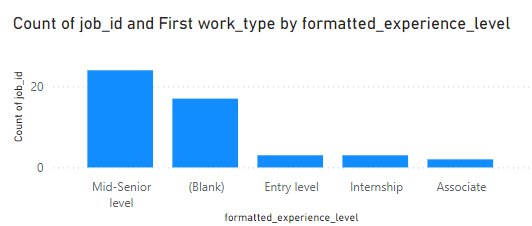 Count of job_id and First work_type by formatted_experience_level
Count of job_id
20
0
Mid-Senior
level
(Blank)
Entry level
Internship
Associate
formatted_experience_level